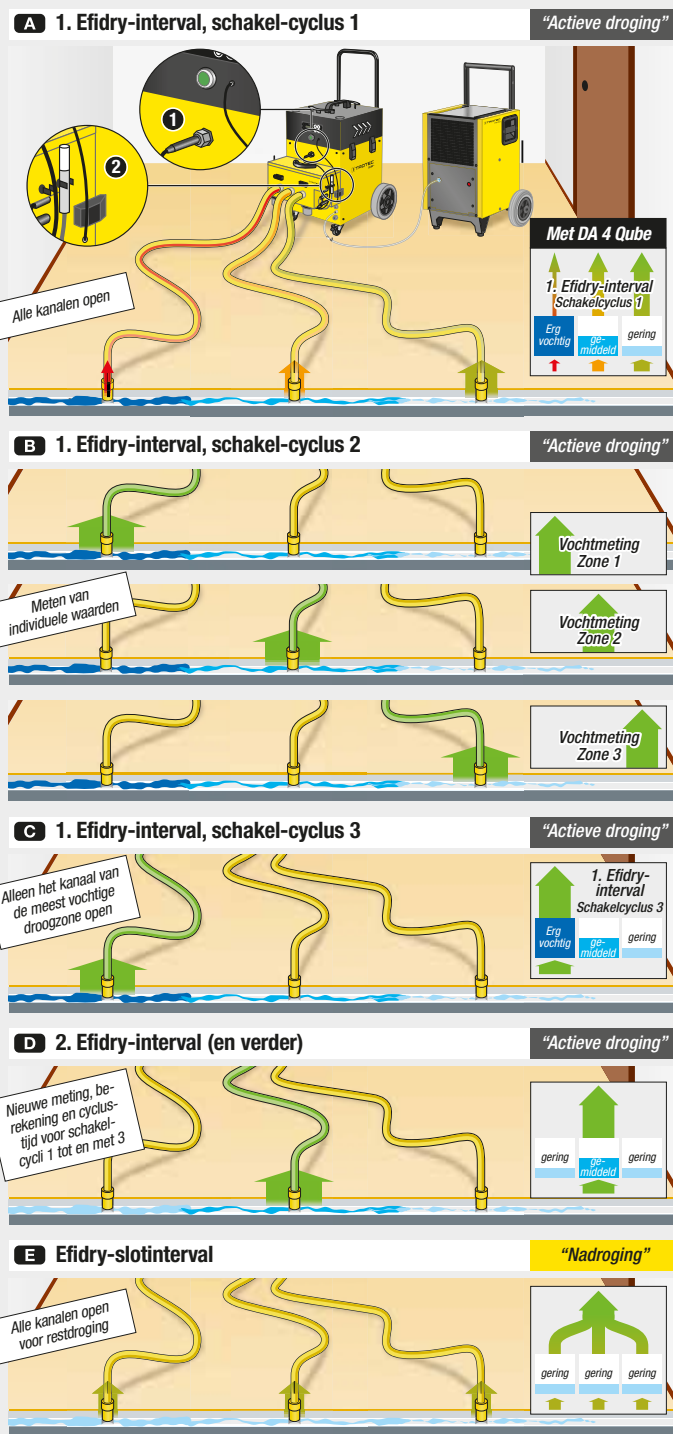 A 1. Efidry-interval, schakel-cyclus 1
“Actieve droging”
1
2
TROTEC
Alle kanalen open
Met DA 4 Qube
1. Efidry-interval
Schakelcyclus 1
Erg
vochtig
ge-
middeld
gering
B 1. Efidry-interval, schakel-cyclus 2
“Actieve droging”
Vochtmeting
Zone 1
Meten van
individuele waarden
Vochtmeting
Zone 2
Vochtmeting
Zone 3
C 1. Efidry-interval, schakel-cyclus 3
“Actieve droging”
Alleen het kanaal van
de meest vochtige
droogzone open
1. Efidry-
interval
Schakelcyclus 3
Erg
vochtig
ge-
middeld
gering
D 2. Efidry-interval (en verder)
“Actieve droging”
Nieuwe meting, be-
rekening en cyclus-
tijd voor schakel-
cycli 1 tot en met 3
gering
ge-
middeld
gering
E Efidry-slotinterval
“Nadroging”
Alle kanalen open
voor restdroging
gering
gering
gering